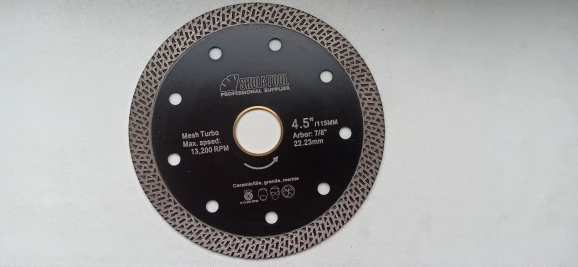 SHDIATOOL
PROFESSIONAL SUPPLIER
Mesh Turbo
Max. speed:
13,200 RPM
4.5"/115MM
Arbor: 7/8"
22.23mm
Ceramic/tile, granite, marble